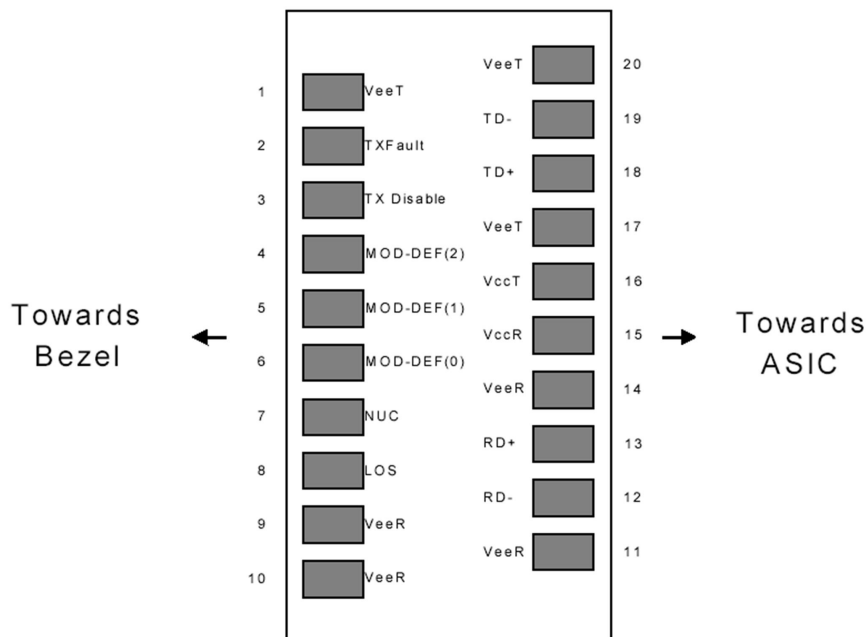 VeeT 20
1 VeeT
TD- 19
2 TXFault
TD+ 18
3 TX Disable
VeeT 17
4 MOD-DEF(2)
VccT 16
5 MOD-DEF(1)
Towards
Bezel
VccR 15
Towards
ASIC
6 MOD-DEF(0)
VeeR 14
7 NUC
RD+ 13
8 LOS
RD- 12
9 VeeR
VeeR 11
10 VeeR